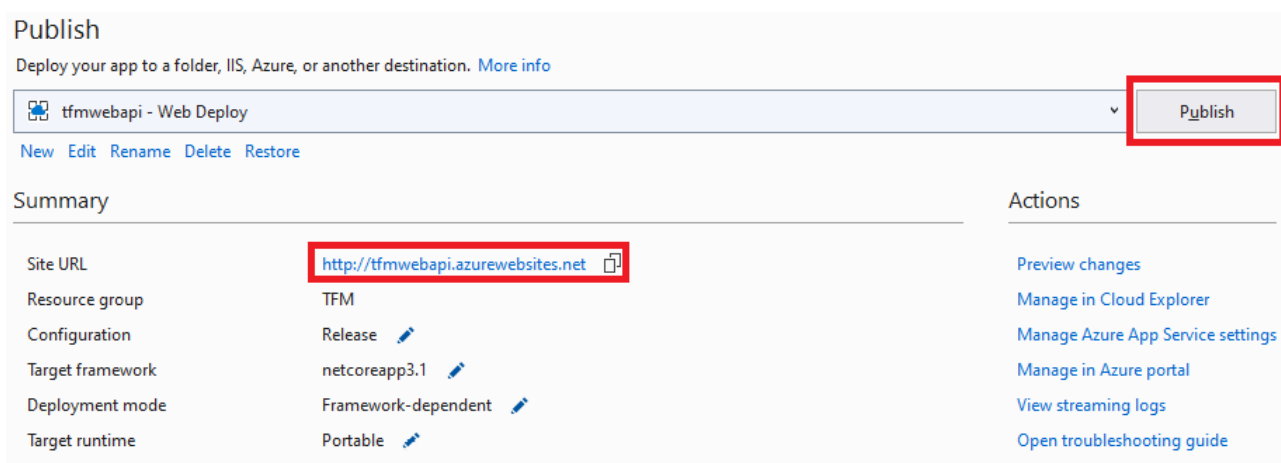 Publish
Deploy your app to a folder, IIS, Azure, or another destination. More info
tfmwebapi - Web Deploy
Publish
New Edit Rename Delete Restore
Summary
Site URL http://tfmwebapi.azurewebsites.net
Resource group TFM
Configuration Release
Target framework netcoreapp3.1
Deployment mode Framework-dependent
Target runtime Portable
Actions
Preview changes
Manage in Cloud Explorer
Manage Azure App Service settings
Manage in Azure portal
View streaming logs
Open troubleshooting guide